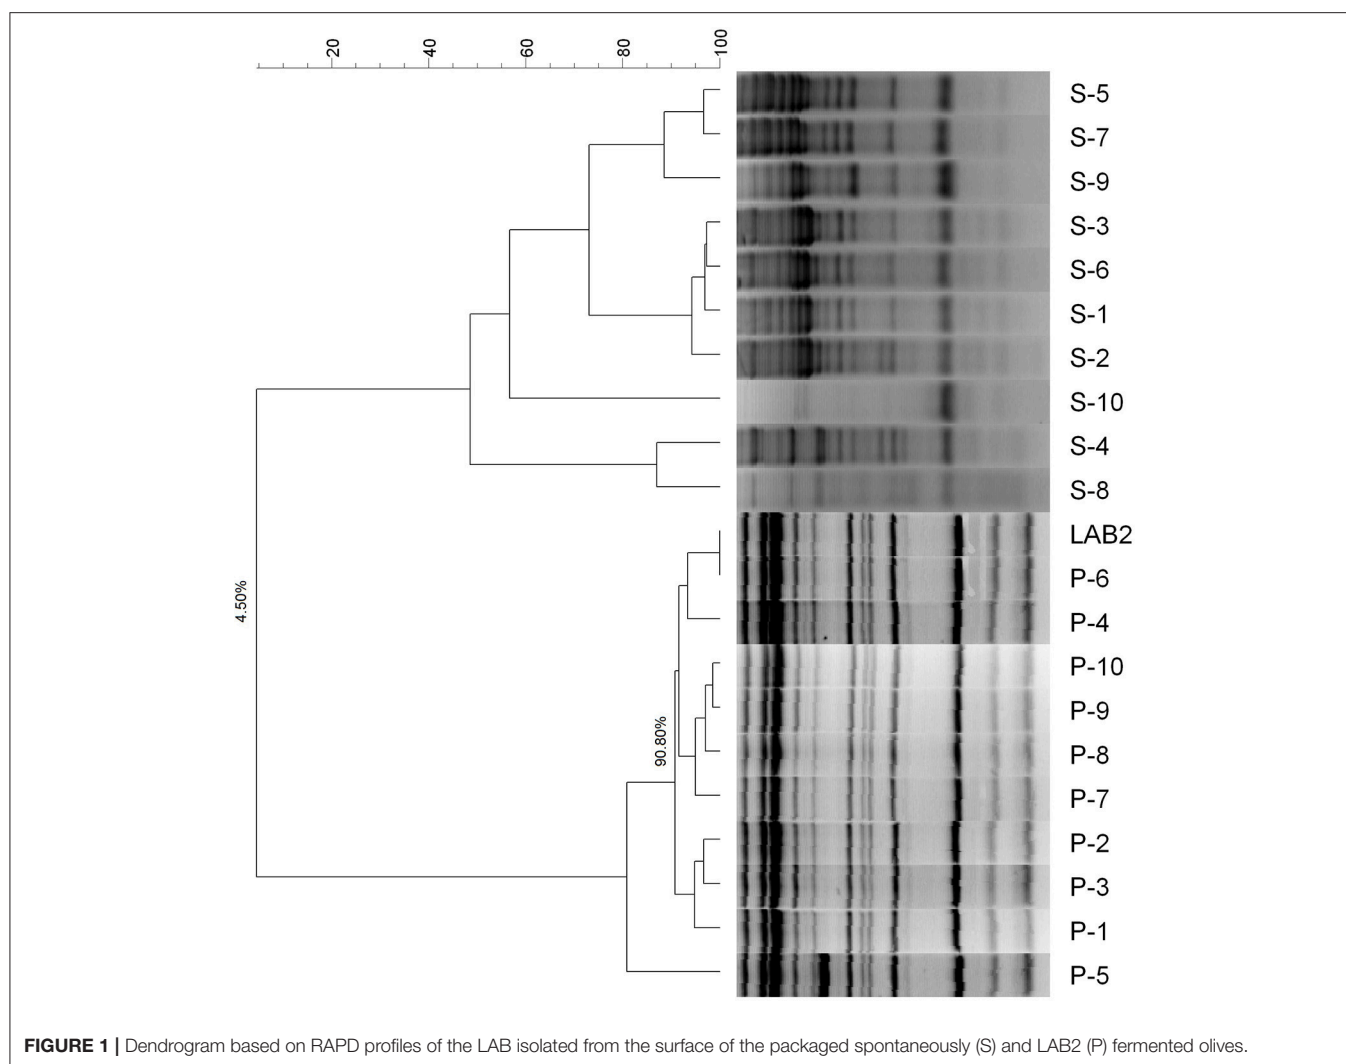 20 40 60 80 100
S-5
S-7
S-9
S-3
S-6
S-1
S-2
S-10
S-4
S-8
LAB2
P-6
P-4
P-10
P-9
P-8
P-7
P-2
P-3
P-1
P-5
4.50%
90.80%
FIGURE 1 | Dendrogram based on RAPD profiles of the LAB isolated from the surface of the packaged spontaneously (S) and LAB2 (P) fermented olives.